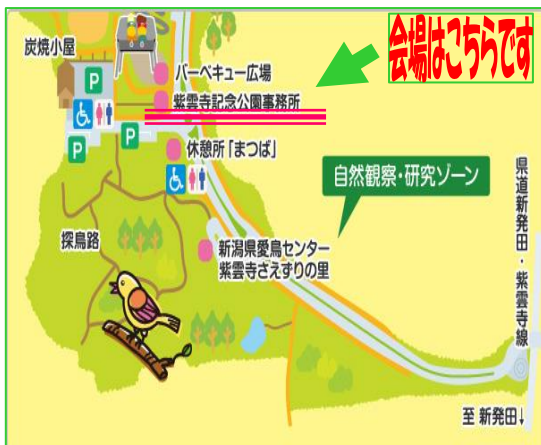 会場はこちらです
炭焼小屋
P
バーベキュー広場
紫雲寺記念公園事務所
P
P
休憩所「まつば」
自然観察・研究ゾーン
県道新発田・紫雲寺線
探鳥路
新潟県愛鳥センター
紫雲寺さえずりの里
至 新発田↓